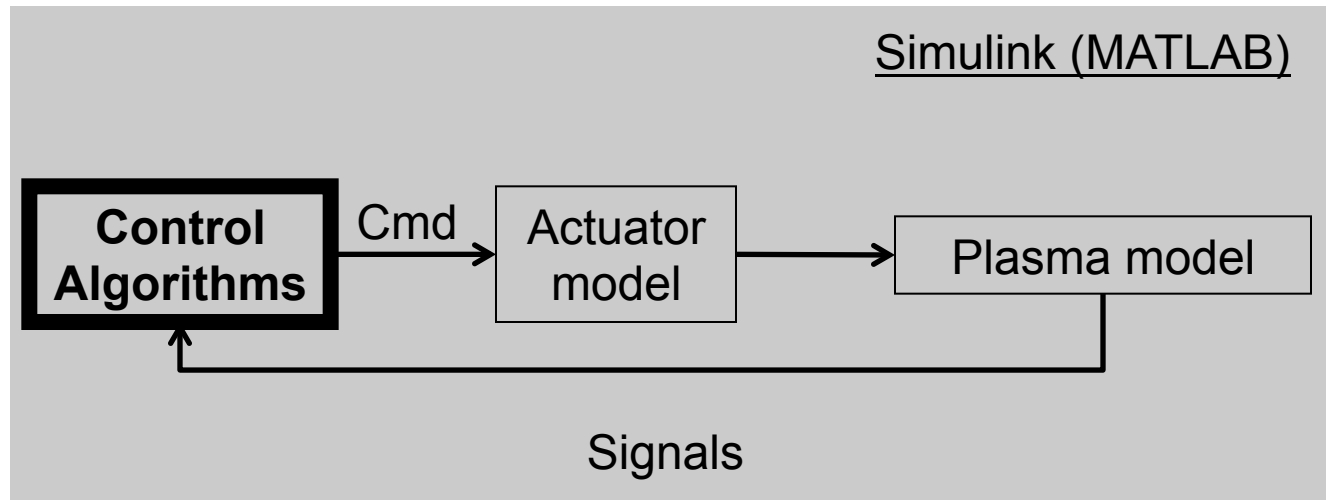 Simulink (MATLAB)
Control
Algorithms
Cmd
Actuator
model
Plasma model
Signals